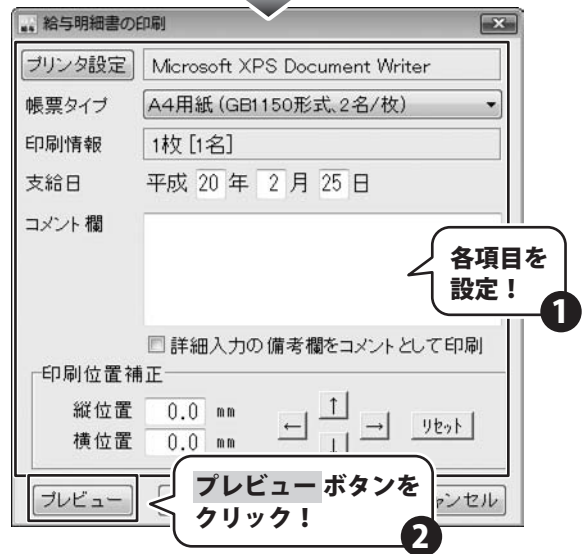 給与明細書の印刷
プリンタ設定 Microsoft XPS Document Writer
帳票タイプ A4用紙 (GB1150形式、2名/枚)
印刷情報 1枚 [1名]
支給日 平成 20 年 2 月 25 日
コメント欄
各項目を
設定！
1
詳細入力の備考欄をコメントとして印刷
印刷位置補正
縦位置 0.0 mm ← ↑ → ↓ リセット
横位置 0.0 mm
プレビュー
プレビュー ボタンを
クリック！
2
ャンセル